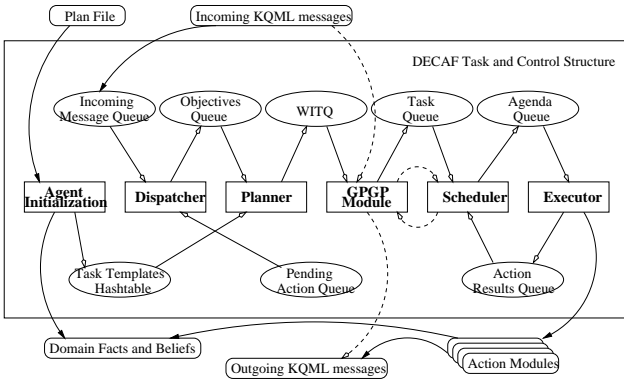 Plan File
Incoming KQML messages
DECAF Task and Control Structure
Incoming
Message Queue
Objectives
Queue
WITQ
Task
Queue
Agenda
Queue
Agent
Initialization
Dispatcher
Planner
GPGP
Module
Scheduler
Executor
Task Templates
Hashtable
Pending
Action Queue
Action
Results Queue
Domain Facts and Beliefs
Outgoing KQML messages
Action Modules